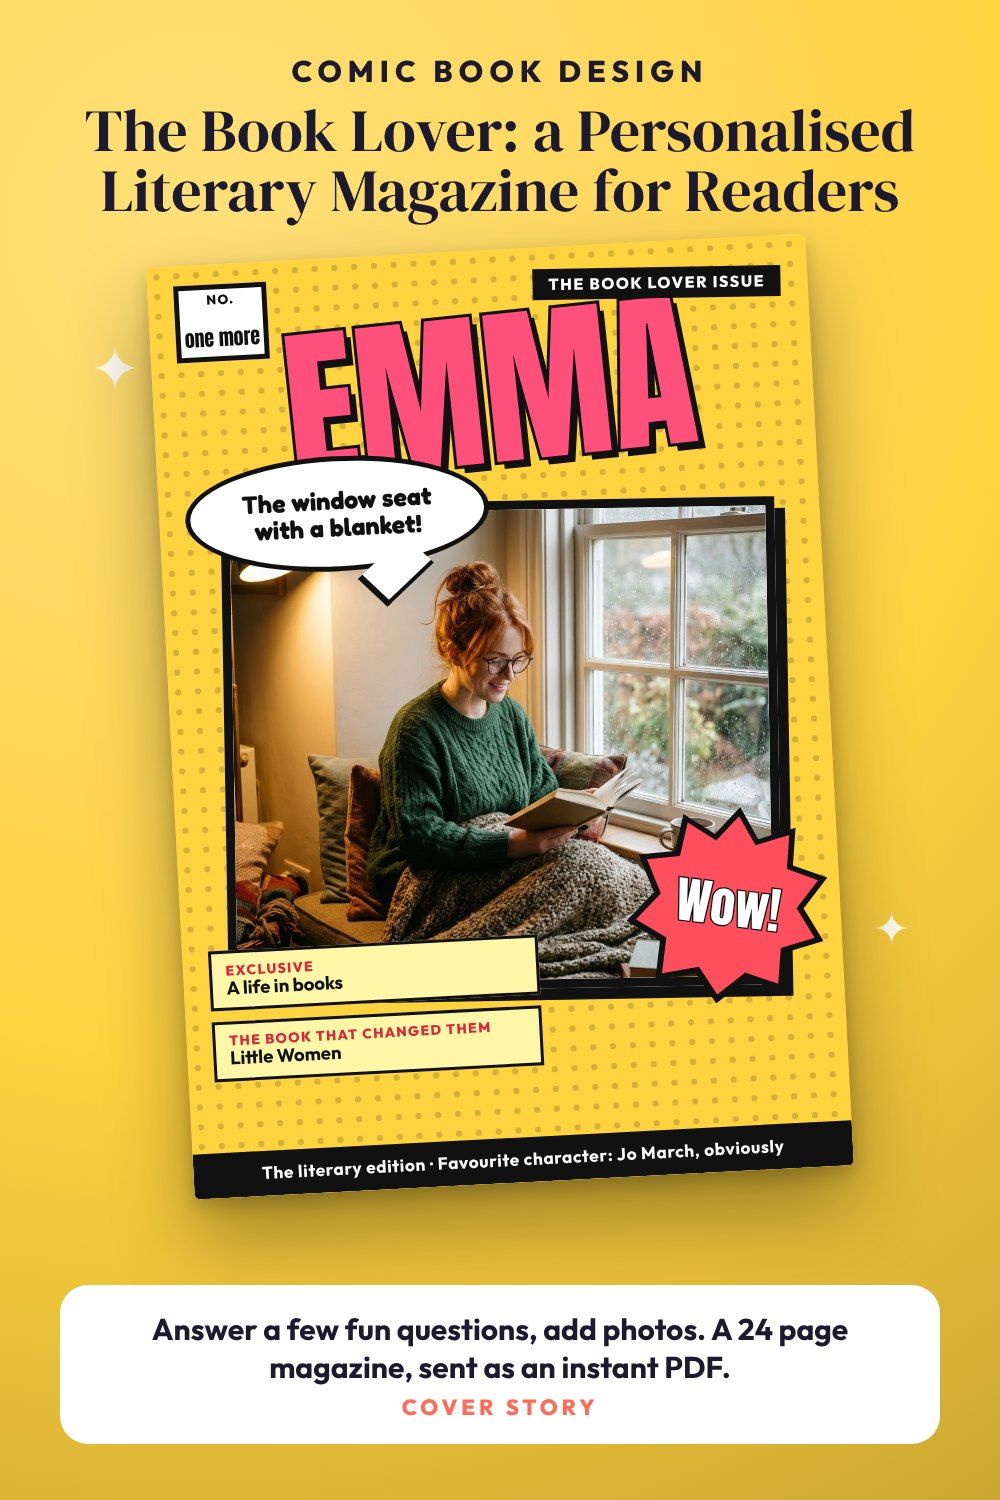 COMIC BOOK DESIGN
The Book Lover: a Personalised
Literary Magazine for Readers
NO.
one more
THE BOOK LOVER ISSUE
EMMA
The window seat
with a blanket!
Wow!
EXCLUSIVE
A life in books
THE BOOK THAT CHANGED THEM
Little Women
The literary edition · Favourite character: Jo March, obviously
Answer a few fun questions, add photos. A 24 page
magazine, sent as an instant PDF.
COVER STORY